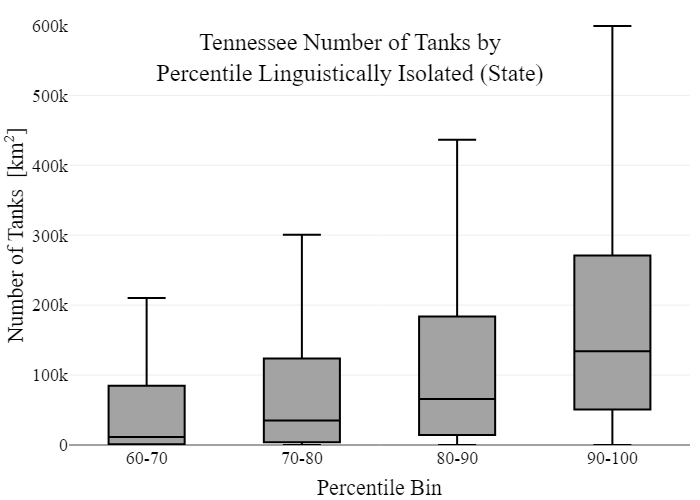 Tennessee Number of Tanks by
Percentile Linguistically Isolated (State)
Number of Tanks [km²]
600k
500k
400k
300k
200k
100k
0
60-70
70-80
80-90
90-100
Percentile Bin